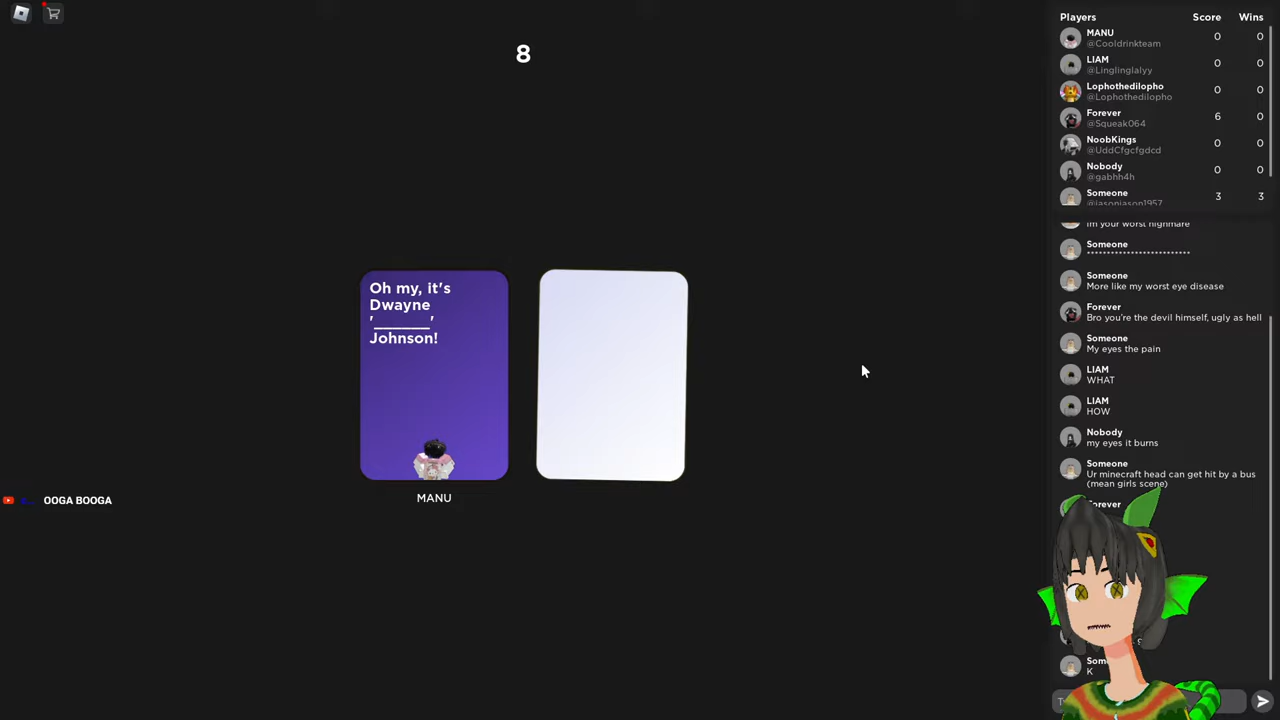 8
Oh my, it's
Dwayne
'_______'
Johnson!
MANU
OOGA BOOGA
Players Score Wins
MANU 0 0
@Cooldrinkteam
LIAM 0 0
@Linglinglalyy
Lophothedilopho 0 0
@Lophothedilopho
Forever 6 0
@Squeak064
NoobKings 0 0
@UddCfgcfgdcd
Nobody 0 0
@gabhh4h
Someone 3 3
@jasonjason1957
im your worst nighmare
Someone
**************************
Someone
More like my worst eye disease
Forever
Bro you're the devil himself, ugly as hell
Someone
My eyes the pain
LIAM
WHAT
LIAM
HOW
Nobody
my eyes it burns
Someone
Ur minecraft head can get hit by a bus
(mean girls scene)
K